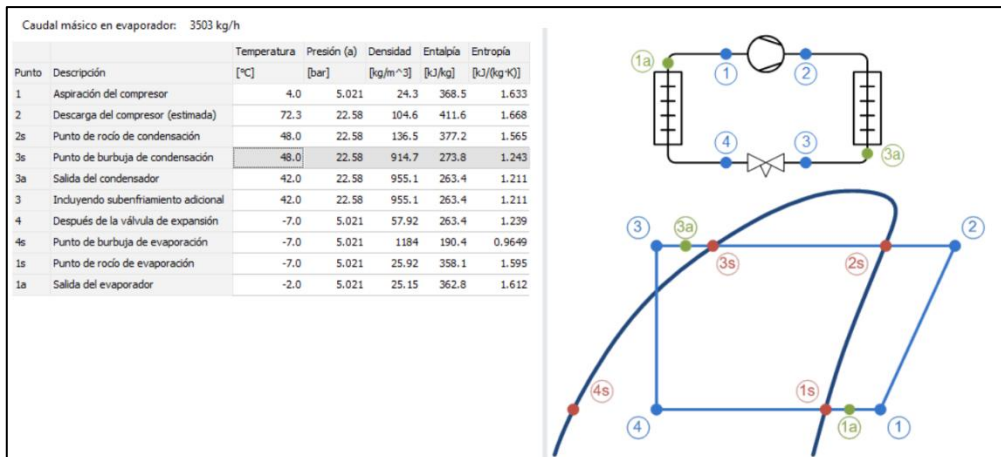 Caudal másico en evaporador: 3503 kg/h
Temperatura Presión (a) Densidad Entalpía Entropía
Punto Descripción [°C] [bar] [kg/m^3] [kJ/kg] [kJ/(kg*K)]
1 Aspiración del compresor 4.0 5.021 24.3 368.5 1.633
2 Descarga del compresor (estimada) 72.3 22.58 104.6 411.6 1.668
2s Punto de rocío de condensación 48.0 22.58 136.5 377.2 1.565
3s Punto de burbuja de condensación 48.0 22.58 914.7 273.8 1.243
3a Salida del condensador 42.0 22.58 955.1 263.4 1.211
3 Incluyendo subenfriamiento adicional 42.0 22.58 955.1 263.4 1.211
4 Después de la válvula de expansión -7.0 5.021 57.92 263.4 1.239
4s Punto de burbuja de evaporación -7.0 5.021 1184 190.4 0.9649
1s Punto de rocío de evaporación -7.0 5.021 25.92 358.1 1.595
1a Salida del evaporador -2.0 5.021 25.15 362.8 1.612
1a 1 2
4 3
3a
3 3a 2
3s 2s
4s 1s
4 1a 1